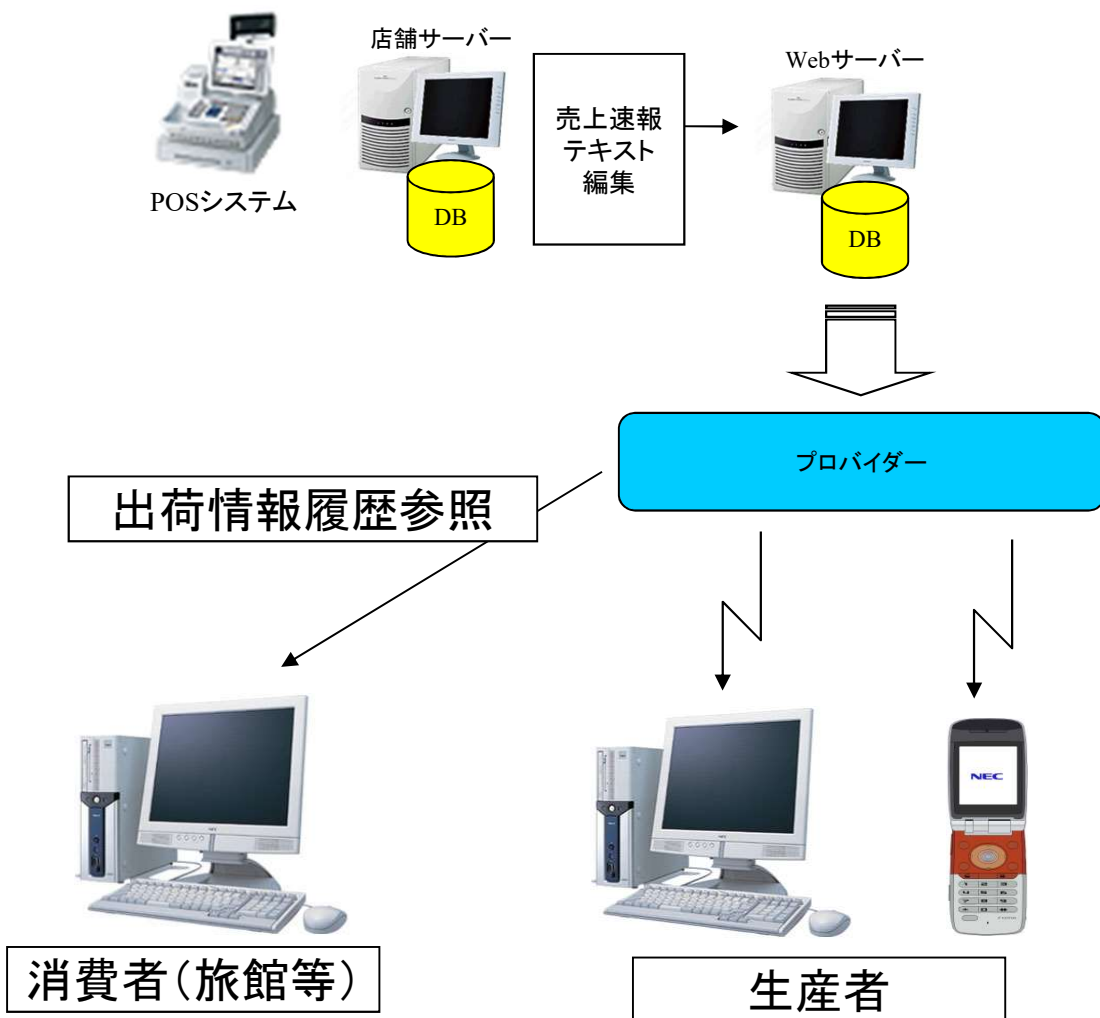 店舗サーバー
Webサーバー
売上速報
テキスト
編集
POSシステム
DB
DB
プロバイダー
出荷情報履歴参照
NEC
消費者(旅館等)
生産者